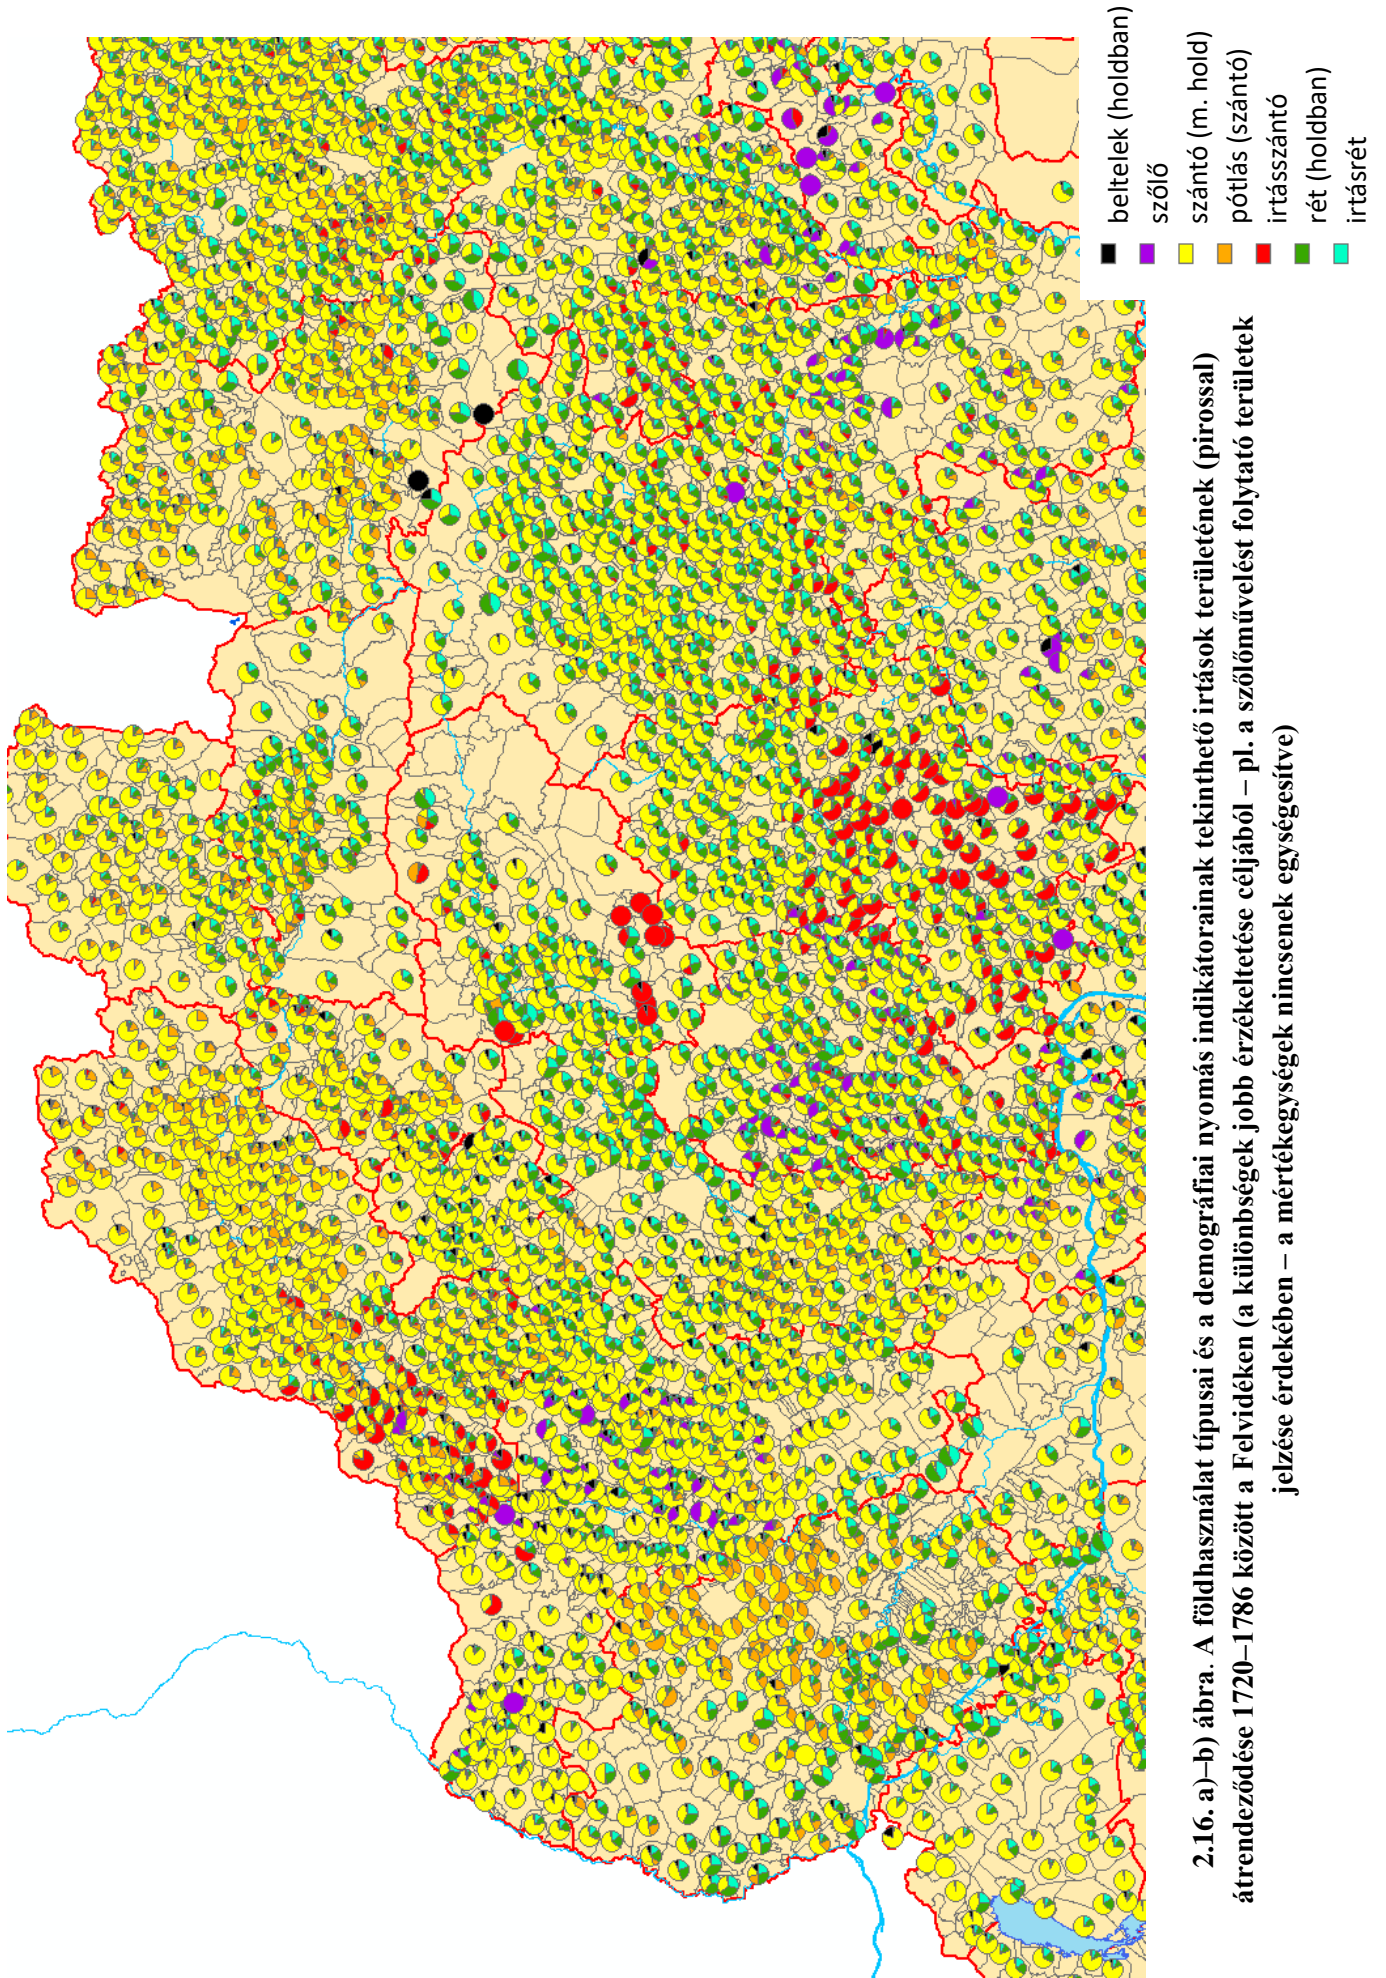 beltelek (holdban)
szőlő
szántó (m. hold)
pótlás (szántó)
irtásszántó
rét (holdban)
irtásrét
2.16. a)–b) ábra. A földhasználat típusai és a demográfiai nyomás indikátorainak tekinthető irtások területének (pirossal)
átrendeződése 1720–1786 között a Felvidéken (a különbségek jobb érzékeltetése céljából – pl. a szőlőművelést folytató területek
jelzése érdekében – a mértékegységek nincsenek egységesítve)